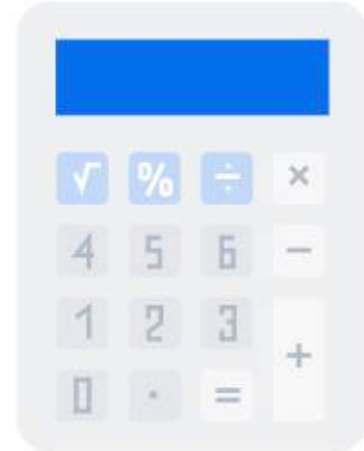 √ % ÷ ×
4 5 6 −
1 2 3 +
0 . =